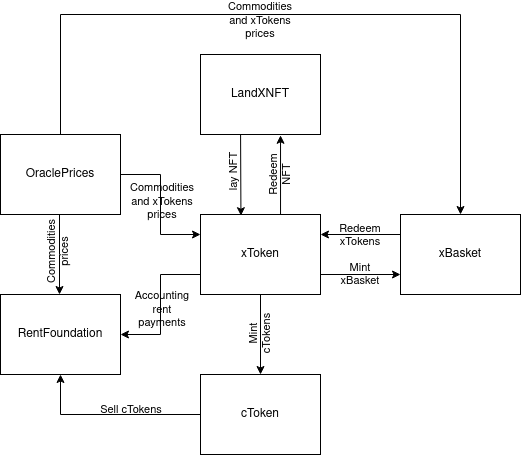 Commodities
and xTokens
prices
LandXNFT
lay NFT
Redeem
NFT
OraclePrices
Commodities
and xTokens
prices
Commodities
prices
xToken
Redeem
xTokens
Mint
xBasket
xBasket
Accounting
rent
payments
RentFoundation
Mint
cTokens
Sell cTokens
cToken